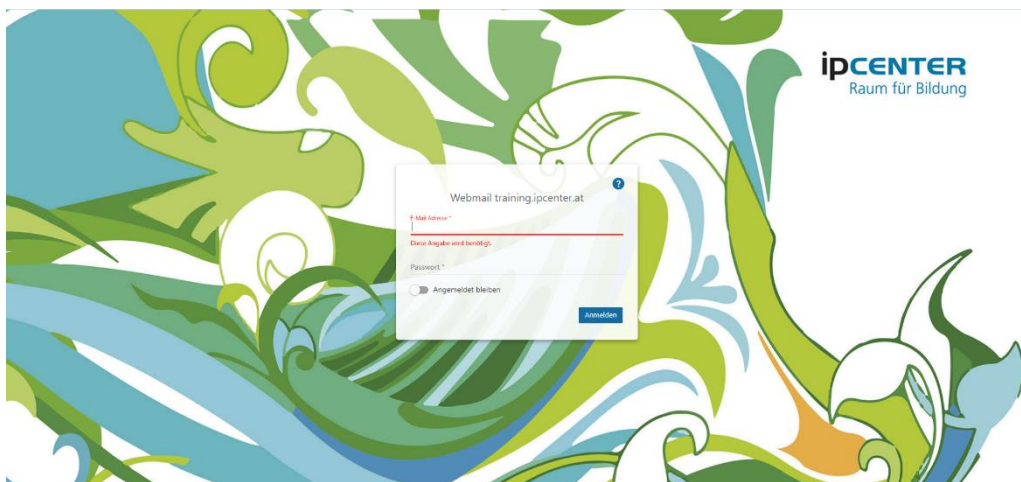 ipcenter
Raum für Bildung
?
Webmail training.ipcenter.at
E-Mail Adresse *
Diese Angabe wird benötigt.
Passwort *
Angemeldet bleiben
Anmelden